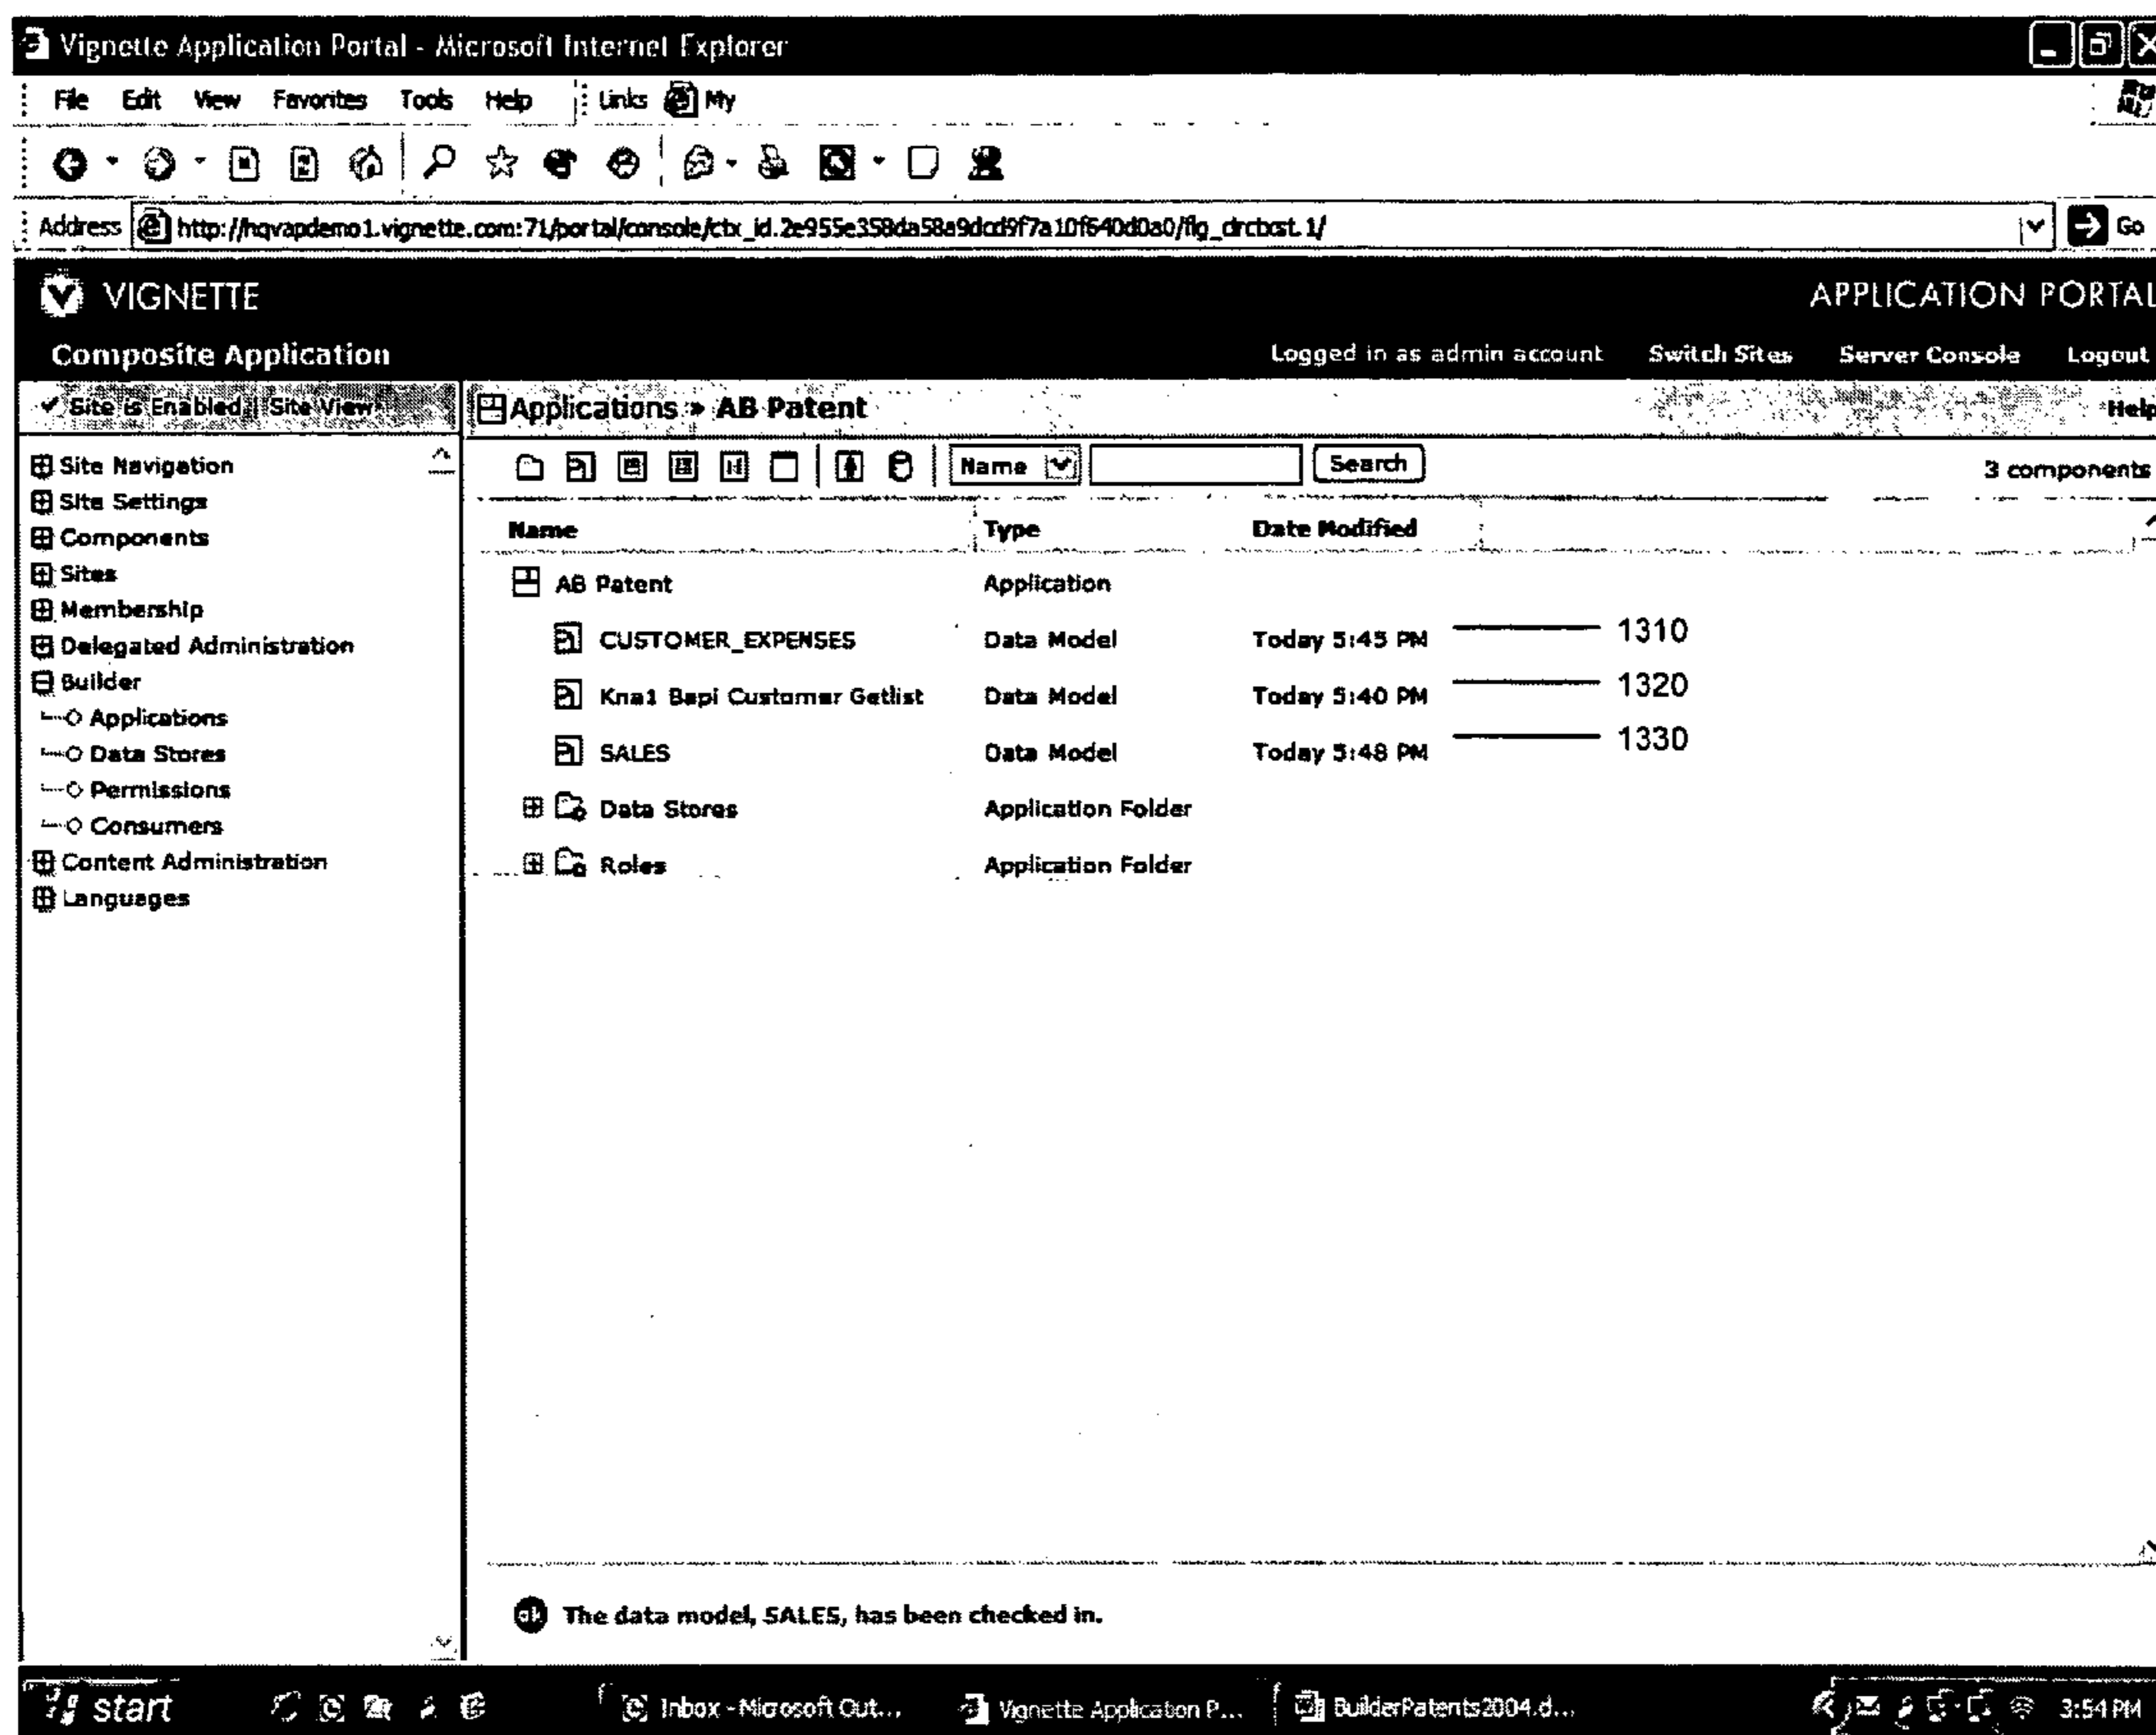 Vignette Application Portal - Microsoft Internet Explorer
File Edit View Favorites Tools Help Links My
Address http://hqvapdemo1.vignette.com:71/portal/console/ctx_id.2e955e358da58a9dcd9f7a10f640d0a0/flg_drctxst.1/ Go
VIGNETTE APPLICATION PORTAL
Composite Application Logged in as admin account Switch Sites Server Console Logout
Site is Enabled | Site View Applications » AB Patent Help
Name Search 3 components
Site Navigation
Site Settings
Components
Sites
Membership
Delegated Administration
Builder
Applications
Data Stores
Permissions
Consumers
Content Administration
Languages
Name Type Date Modified
AB Patent Application
CUSTOMER_EXPENSES Data Model Today 5:45 PM 1310
Kna1 Bapi Customer Getlist Data Model Today 5:40 PM 1320
SALES Data Model Today 5:48 PM 1330
Data Stores Application Folder
Roles Application Folder
ok The data model, SALES, has been checked in.
start Inbox - Microsoft Out... Vignette Application P... BuilderPatents2004.d... 3:54 PM